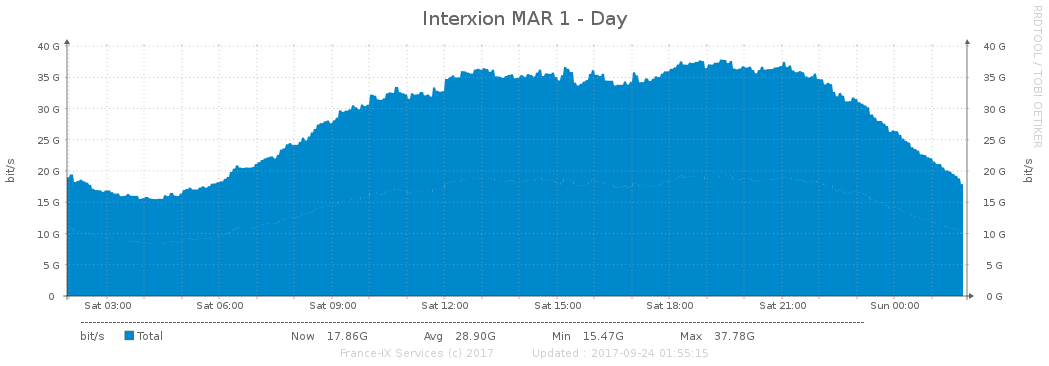 Interxion MAR 1 - Day
RRDTOOL / TOBI OETIKER
bit/s
40 G
35 G
30 G
25 G
20 G
15 G
10 G
5 G
0
40 G
35 G
30 G
25 G
20 G
15 G
10 G
5 G
0 G
bit/s
Sat 03:00 Sat 06:00 Sat 09:00 Sat 12:00 Sat 15:00 Sat 18:00 Sat 21:00 Sun 00:00
bit/s Total Now 17.86G Avg 28.90G Min 15.47G Max 37.78G
France-IX Services (c) 2017 Updated : 2017-09-24 01:55:15